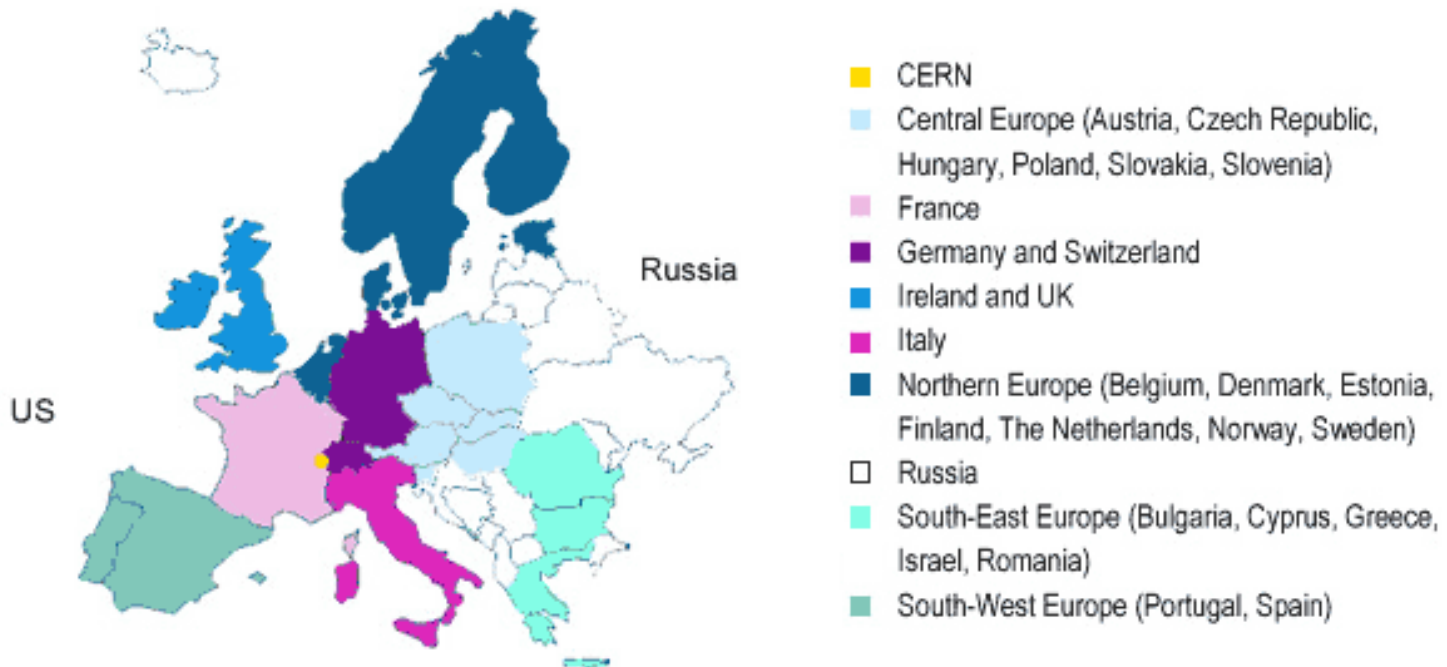 US
Russia
CERN
Central Europe (Austria, Czech Republic,
Hungary, Poland, Slovakia, Slovenia)
France
Germany and Switzerland
Ireland and UK
Italy
Northern Europe (Belgium, Denmark, Estonia,
Finland, The Netherlands, Norway, Sweden)
Russia
South-East Europe (Bulgaria, Cyprus, Greece,
Israel, Romania)
South-West Europe (Portugal, Spain)